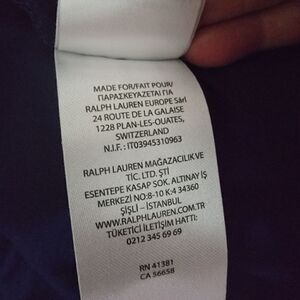 MADE FOR/FAIT POUR/
ΠΑΡΑΣΚΕΥΑΖΕΤΑΙ ΓΙΑ
RALPH LAUREN EUROPE Sàrl
24 ROUTE DE LA GALAISE
1228 PLAN-LES-OUATES,
SWITZERLAND
N.I.F. : IT03945310963
RALPH LAUREN MAĞAZACILIK VE
TİC. LTD. ŞTİ
ESENTEPE KASAP SOK. ALTINAY İŞ
MERKEZİ NO:8-10 K:4 34360
ŞİŞLİ – İSTANBUL
WWW.RALPHLAUREN.COM.TR
TÜKETİCİ İLETİŞİM HATTI:
0212 345 69 69
RN 41381
CA 56658